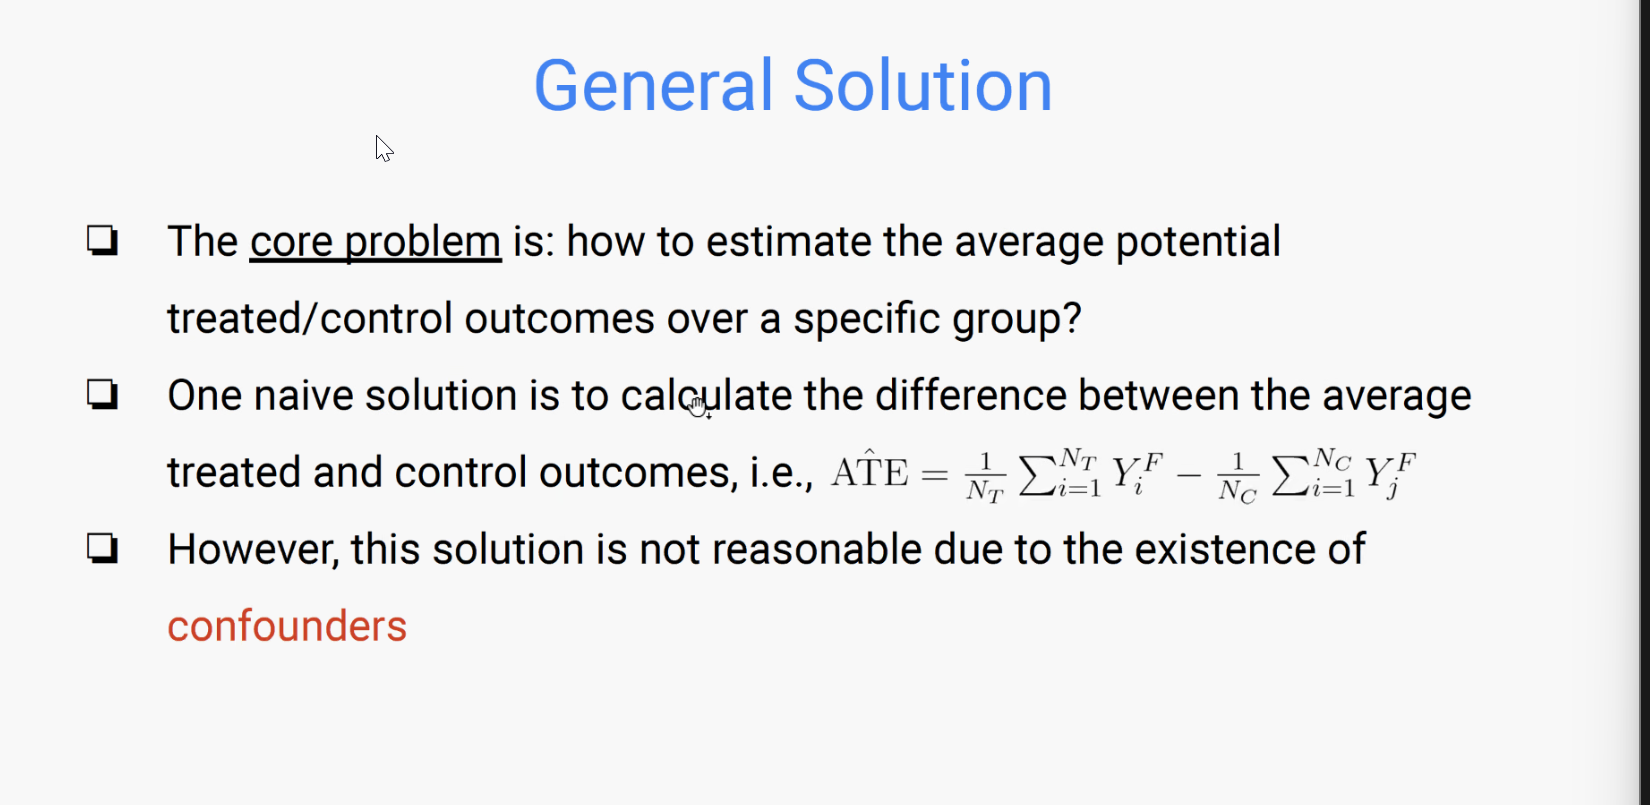 General Solution
❏ The core problem is: how to estimate the average potential
treated/control outcomes over a specific group?
❏ One naive solution is to calculate the difference between the average
treated and control outcomes, i.e., $\hat{\text{ATE}} = \frac{1}{N_T} \sum_{i=1}^{N_T} Y_i^F - \frac{1}{N_C} \sum_{i=1}^{N_C} Y_j^F$
❏ However, this solution is not reasonable due to the existence of
confounders